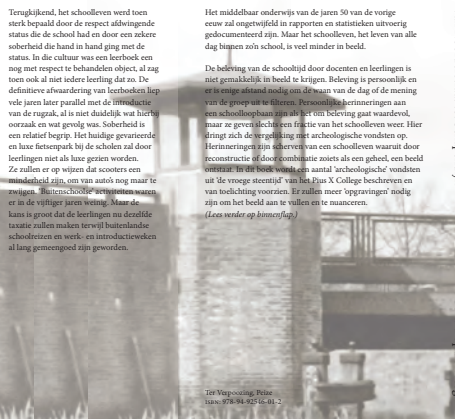 Terugkijkend, het schoolleven werd toen
sterk bepaald door de respect afdwingende
status die de school had en door een zekere
soberheid die hand in hand ging met de
status. In die cultuur was een leerboek een
nog met respect te behandelen object, al zag
toen ook al niet iedere leerling dat zo. De
definitieve afwaardering van leerboeken liep
vele jaren later parallel met de introductie
van de rugzak, al is niet duidelijk wat hierbij
oorzaak en wat gevolg was. Soberheid is
een relatief begrip. Het huidige gevarieerde
en luxe fietsenpark bij de scholen zal door
leerlingen niet als luxe gezien worden.
Ze zullen er op wijzen dat scooters een
minderheid zijn, om van auto's nog maar te
zwijgen. 'Buitenschoolse' activiteiten waren
er in de vijftiger jaren weinig. Maar de
kans is groot dat de leerlingen nu dezelfde
taxatie zullen maken terwijl buitenlandse
schoolreizen en werk- en introductieweken
al lang gemeengoed zijn geworden.
Het middelbaar onderwijs van de jaren 50 van de vorige
eeuw zal ongetwijfeld in rapporten en statistieken uitvoerig
gedocumenteerd zijn. Maar het schoolleven, het leven van alle
dag binnen zo'n school, is veel minder in beeld.
De beleving van de schooltijd door docenten en leerlingen is
niet gemakkelijk in beeld te krijgen. Beleving is persoonlijk en
er is enige afstand nodig om de waan van de dag of de mening
van de groep uit te filteren. Persoonlijke herinneringen aan
een schoolloopbaan zijn als het om beleving gaat waardevol,
maar ze geven slechts een fractie van het schoolleven weer. Hier
dringt zich de vergelijking met archeologische vondsten op.
Herinneringen zijn scherven van een schoolleven waaruit door
reconstructie of door combinatie zoiets als een geheel, een beeld
ontstaat. In dit boek wordt een aantal 'archeologische' vondsten
uit 'de vroege steentijd' van het Pius X College beschreven en
van toelichting voorzien. Er zullen meer 'opgravingen' nodig
zijn om het beeld aan te vullen en te nuanceren.
(Lees verder op binnenflap.)
Ter Verpoozing, Peize
ISBN: 978-94-92546-01-2